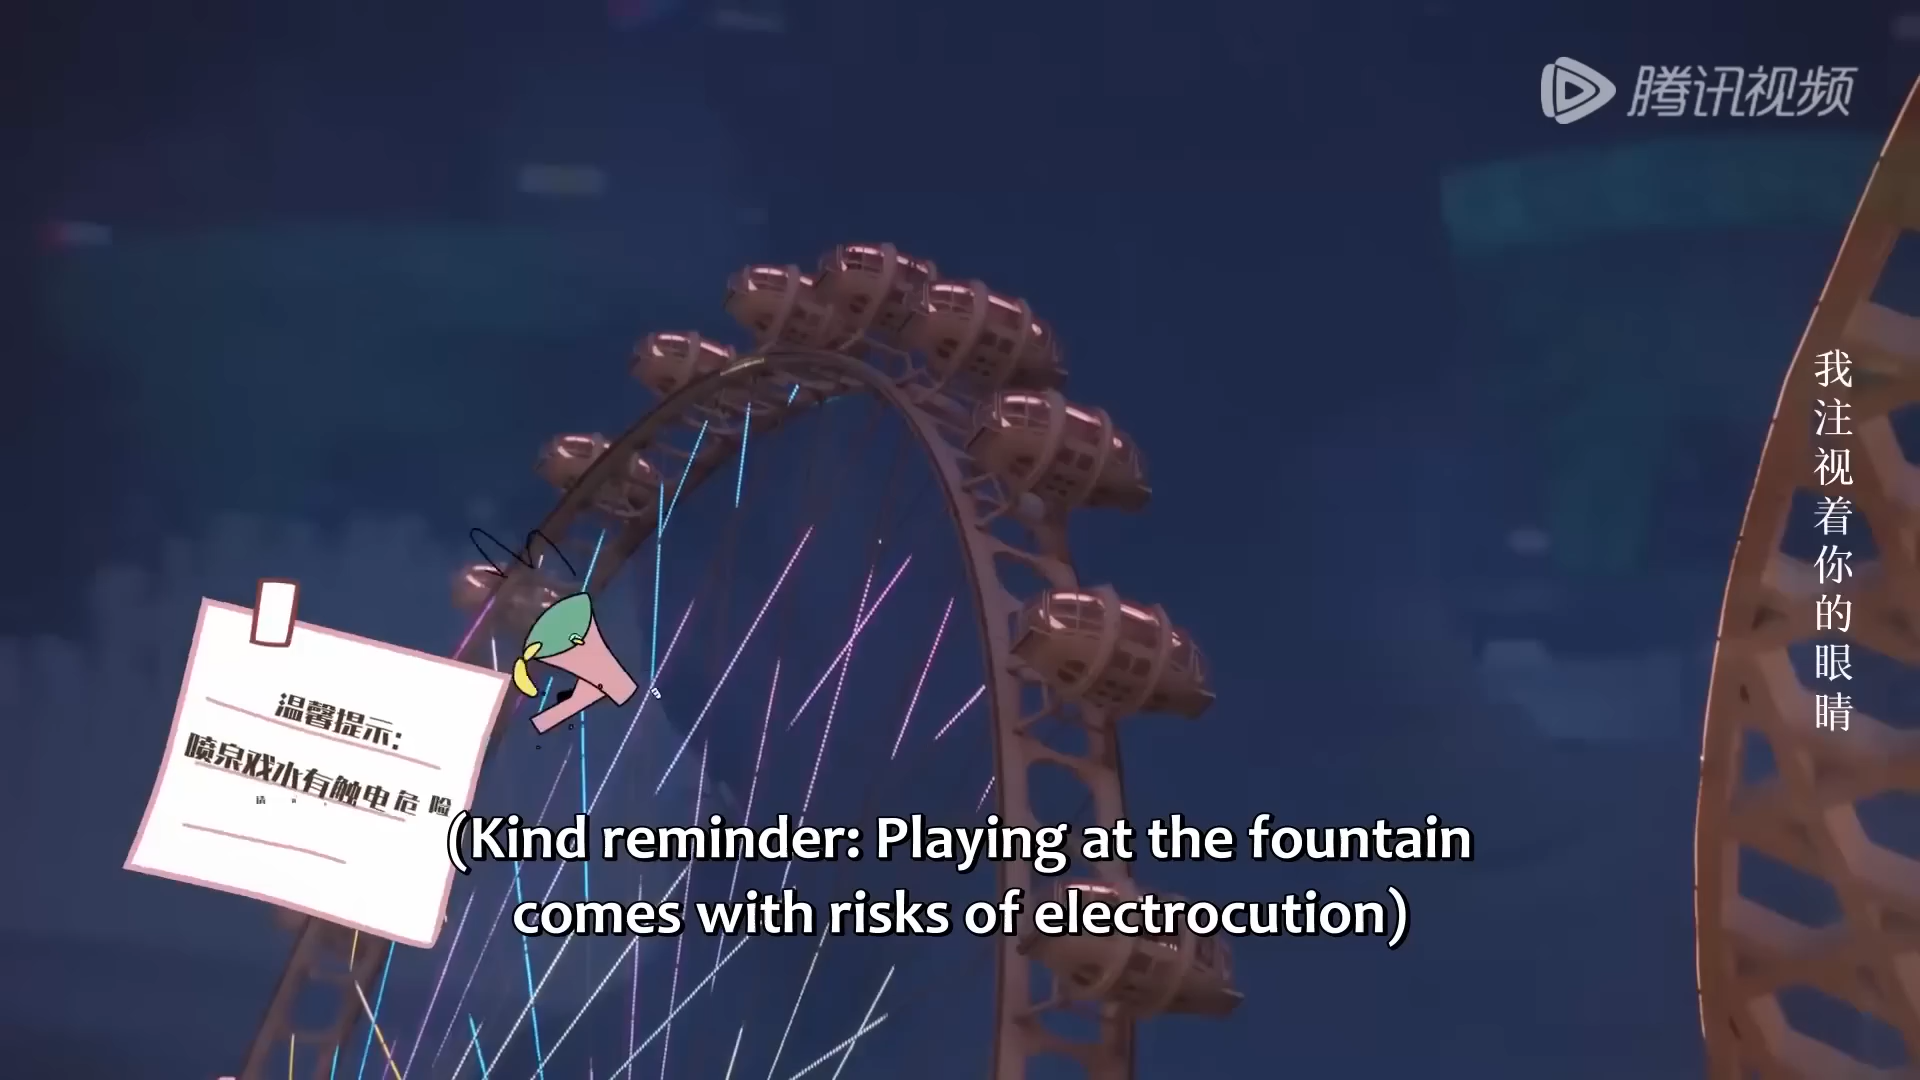 腾讯视频
我注视着你的眼睛
温馨提示:
喷泉戏水有触电危险
(Kind reminder: Playing at the fountain
comes with risks of electrocution)